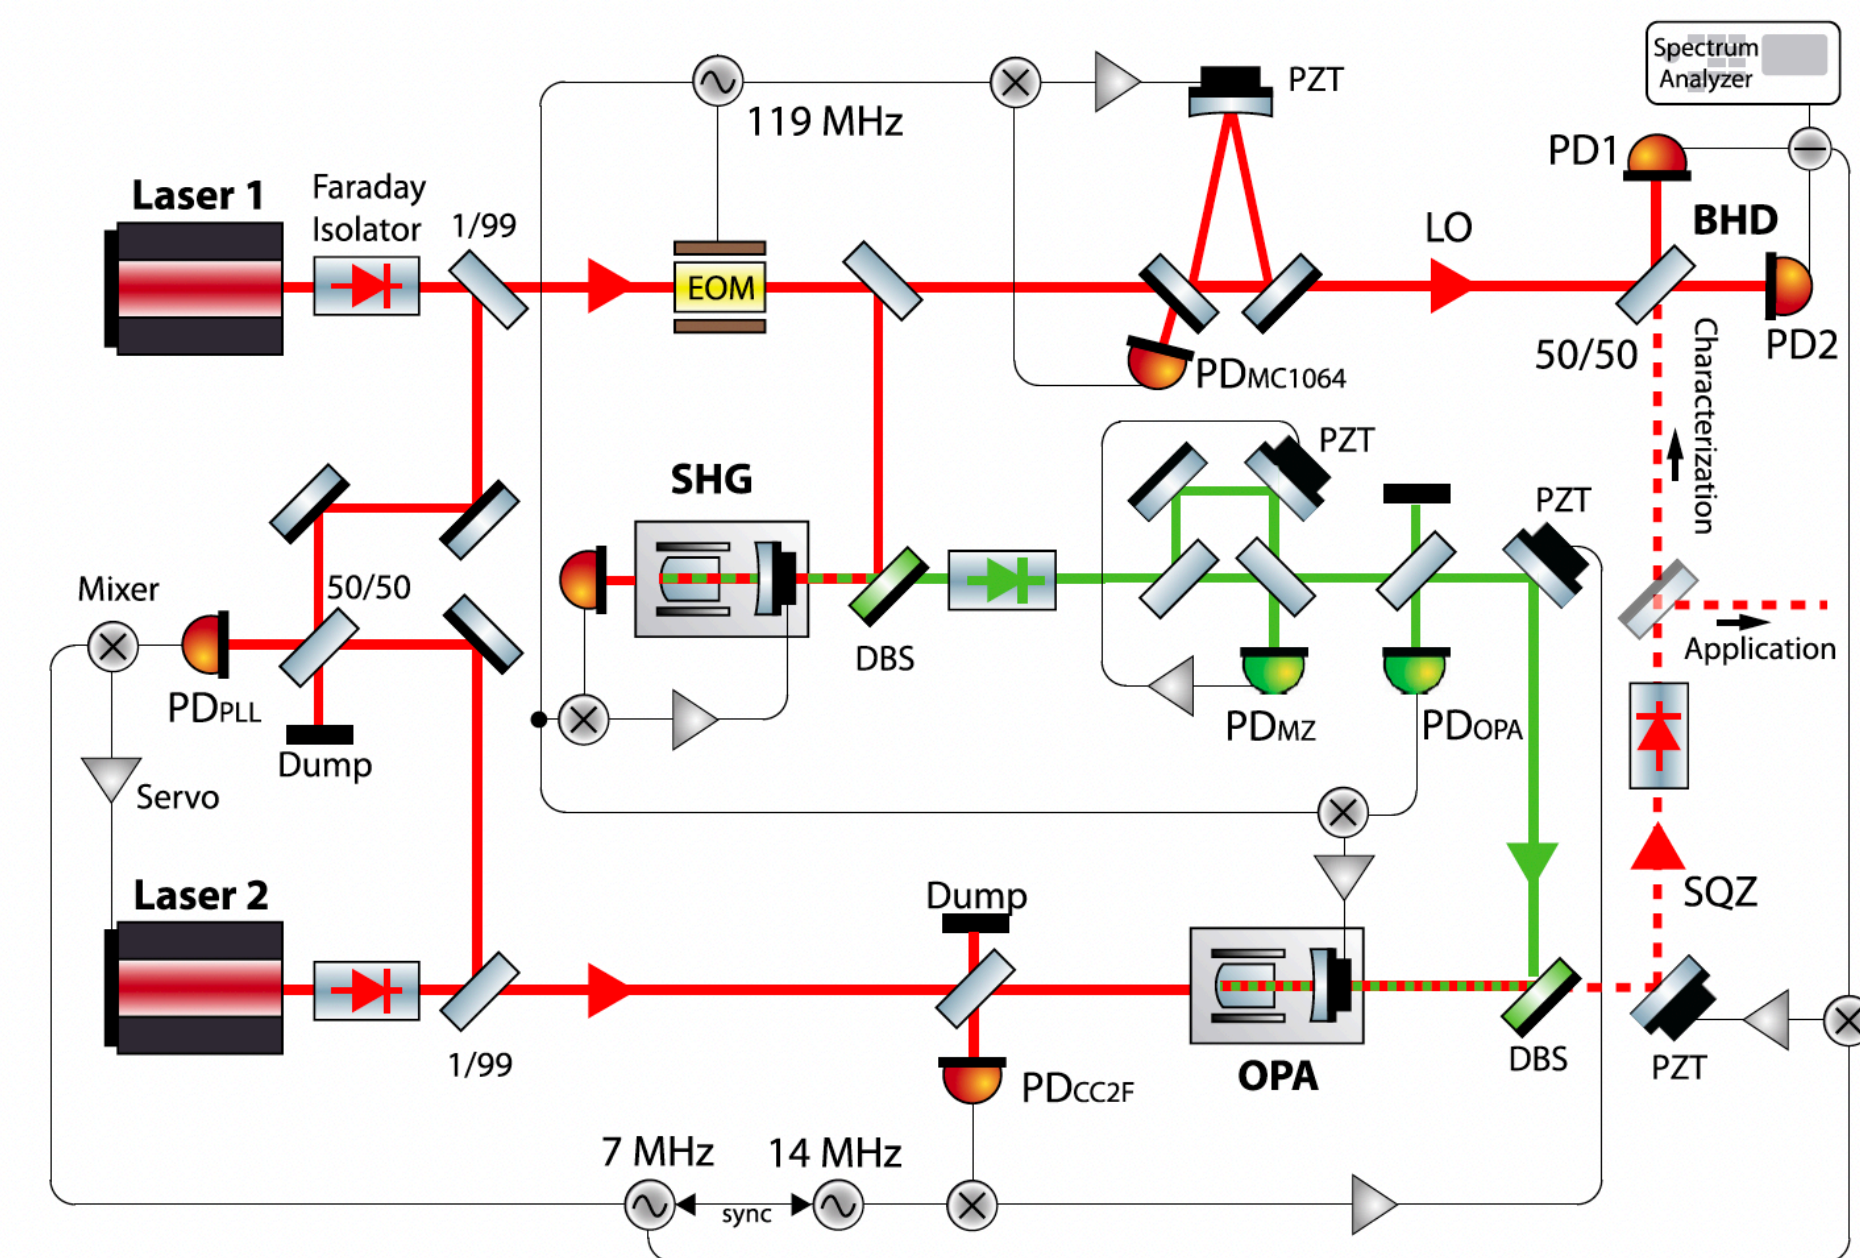 Spectrum
Analyzer
PZT
119 MHz
PD1
Laser 1
Faraday
Isolator
1/99
LO
BHD
EOM
50/50
PD2
PDMC1064
Characterization
SHG
PZT
PZT
Mixer
50/50
DBS
Application
PDPLL
PDMZ
PDOPA
Dump
Servo
Laser 2
Dump
SQZ
1/99
PDCC2F
OPA
DBS
PZT
7 MHz
14 MHz
sync